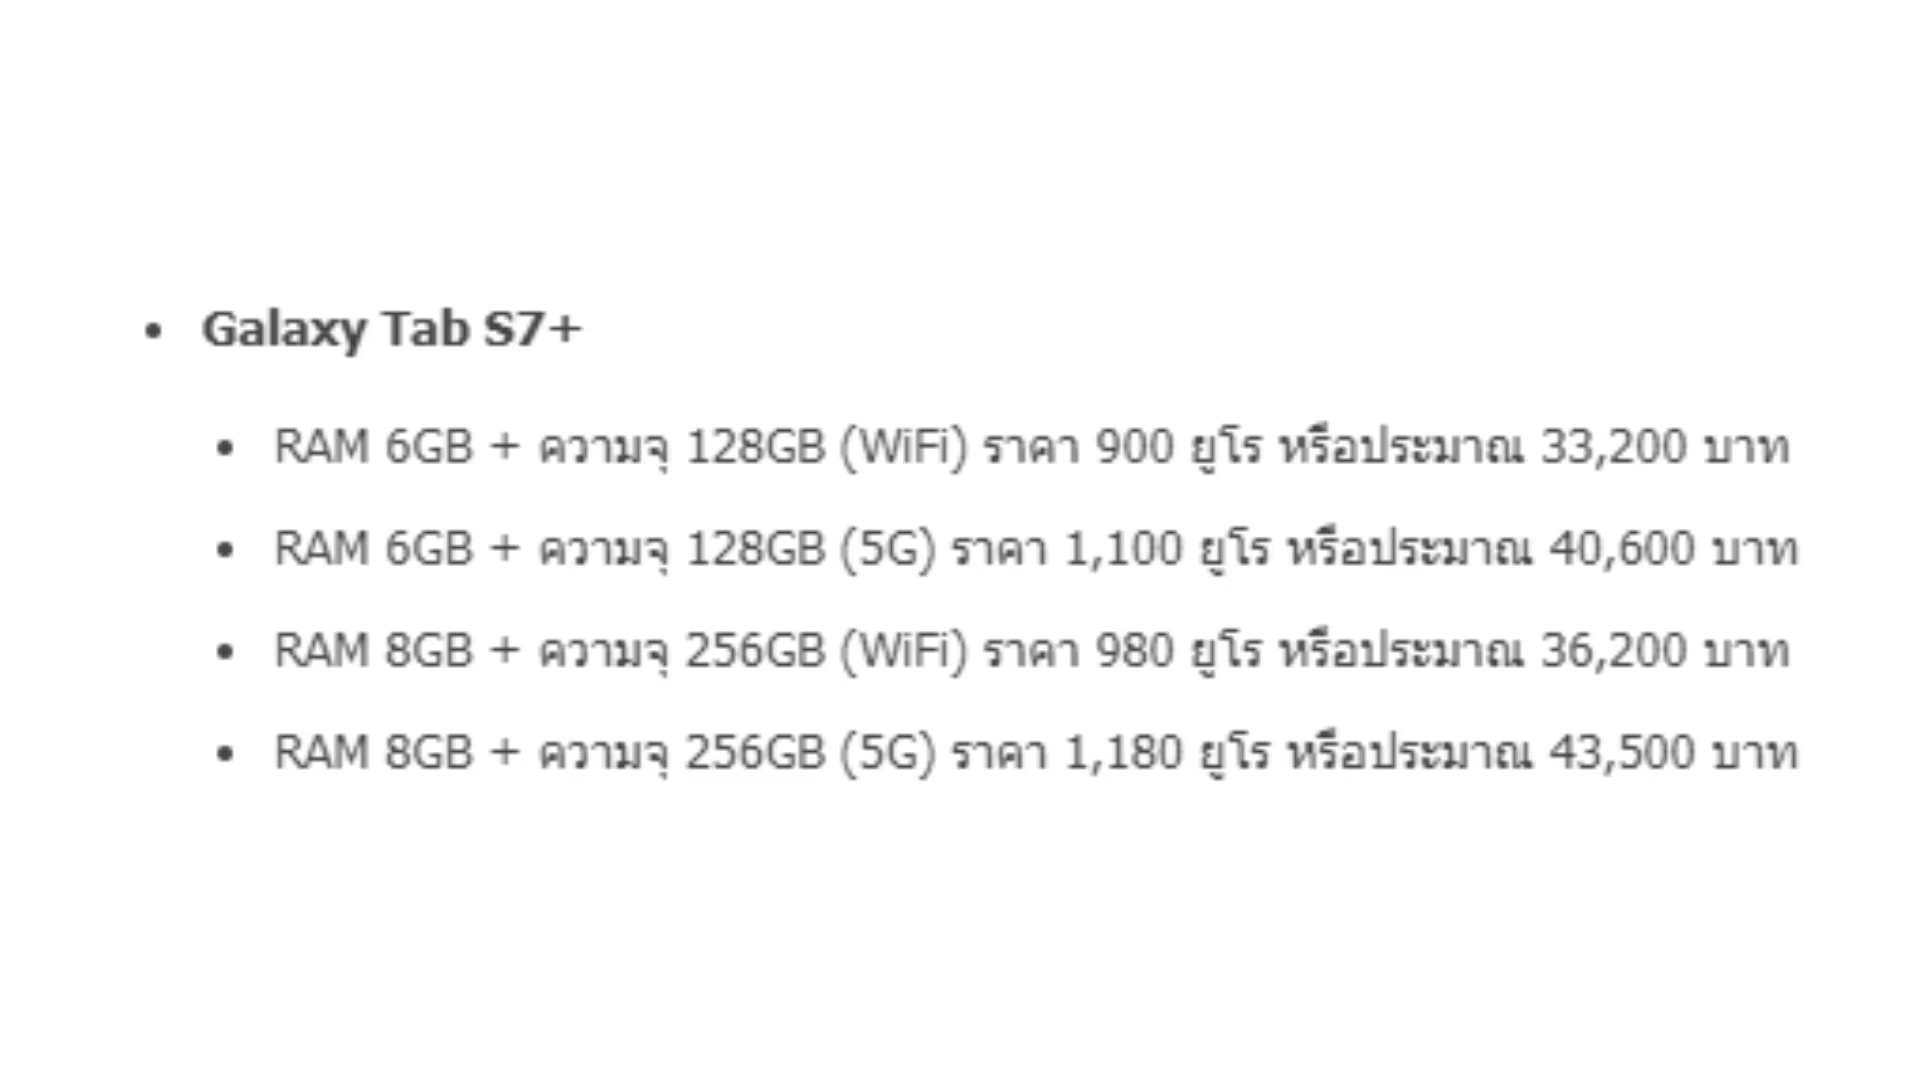 • Galaxy Tab S7+
• RAM 6GB + ความจุ 128GB (WiFi) ราคา 900 ยูโร หรือประมาณ 33,200 บาท
• RAM 6GB + ความจุ 128GB (5G) ราคา 1,100 ยูโร หรือประมาณ 40,600 บาท
• RAM 8GB + ความจุ 256GB (WiFi) ราคา 980 ยูโร หรือประมาณ 36,200 บาท
• RAM 8GB + ความจุ 256GB (5G) ราคา 1,180 ยูโร หรือประมาณ 43,500 บาท